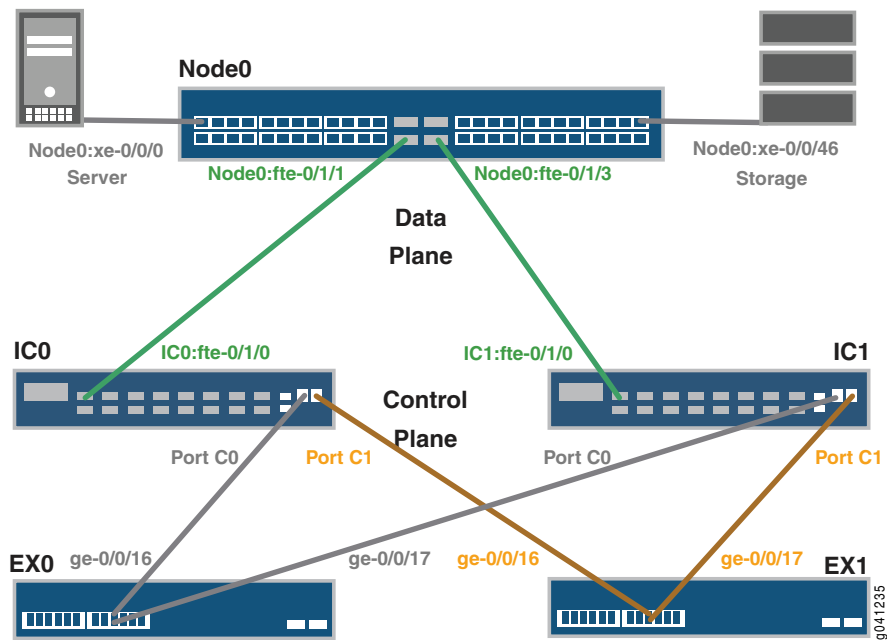 Node0
Node0:xe-0/0/0
Server
Node0:fte-0/1/1
Node0:fte-0/1/3
Node0:xe-0/0/46
Storage
Data
Plane
IC0
IC0:fte-0/1/0
IC1:fte-0/1/0
IC1
Control
Plane
Port C0
Port C1
Port C0
Port C1
EX0
ge-0/0/16
ge-0/0/17
ge-0/0/16
ge-0/0/17
EX1
g041235